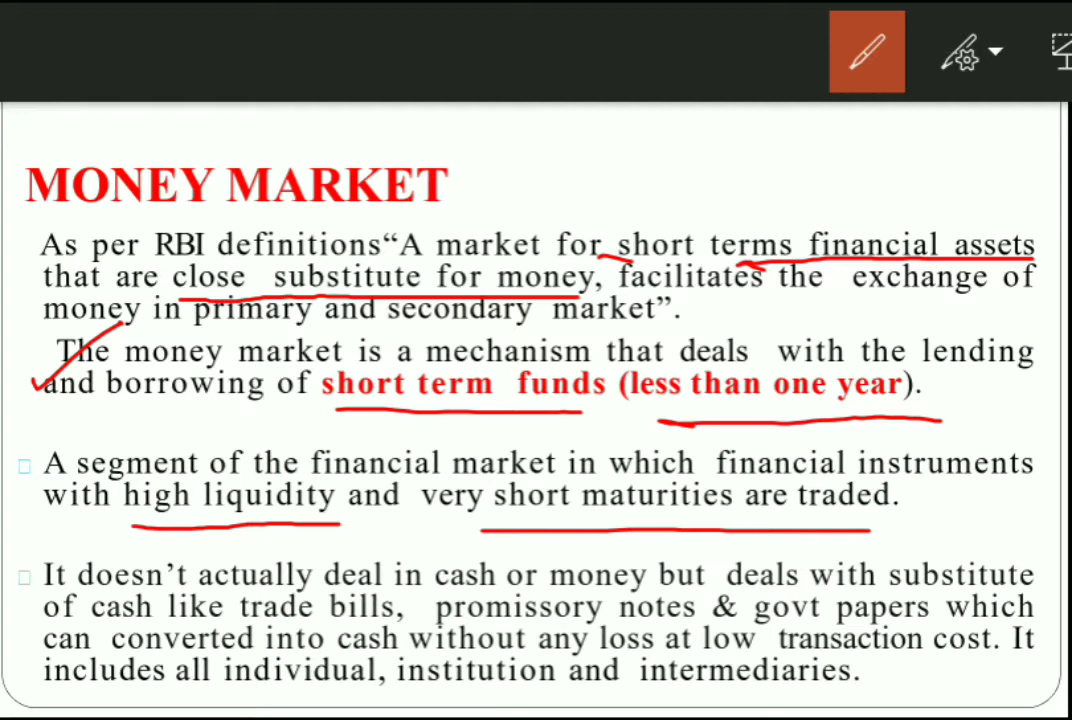 MONEY MARKET
As per RBI definitions“A market for short terms financial assets
that are close substitute for money, facilitates the exchange of
money in primary and secondary market”.
The money market is a mechanism that deals with the lending
and borrowing of short term funds (less than one year).
A segment of the financial market in which financial instruments
with high liquidity and very short maturities are traded.
It doesn’t actually deal in cash or money but deals with substitute
of cash like trade bills, promissory notes & govt papers which
can converted into cash without any loss at low transaction cost. It
includes all individual, institution and intermediaries.